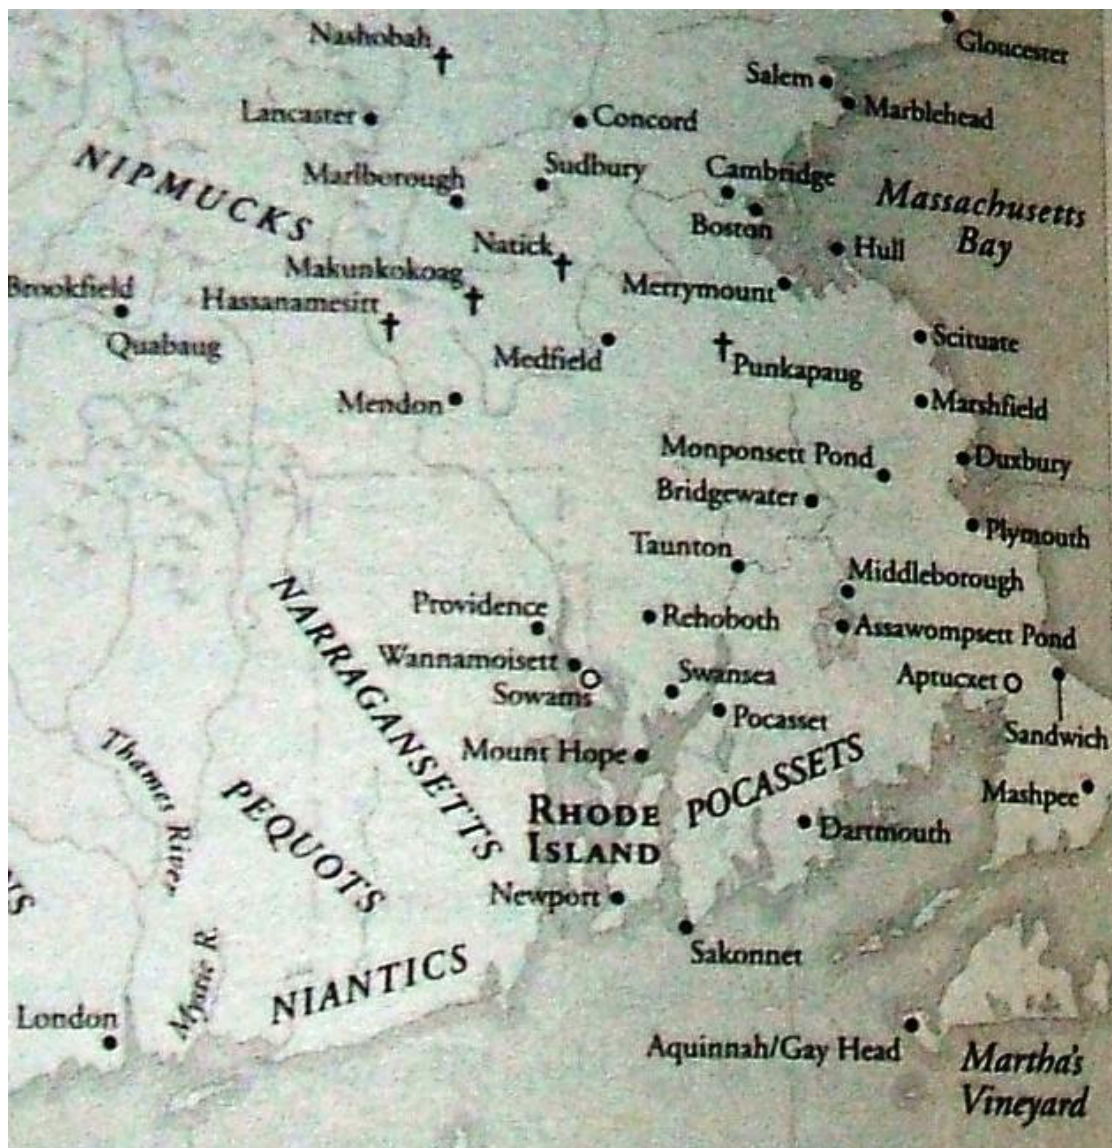 Nashobah
Gloucester
Salem
Marblehead
Lancaster
Concord
NIPMUCKS
Marlborough
Sudbury
Cambridge
Boston
Massachusetts
Bay
Natick
Hull
Makunkokoag
Hassanamesitt
Merrymount
Brookfield
Quabaug
Medfield
Punkapaug
Scituate
Mendon
Marshfield
Monponsett Pond
Duxbury
Bridgewater
Plymouth
Taunton
Middleborough
NARRAGANSETTS
Providence
Rehoboth
Assawompsett Pond
Wannamoisett
Sowams
Swansea
Aptucxet
Pocasset
Sandwich
Thames River
Mount Hope
POCASSETS
Mashpee
PEQUOTS
RHODE
ISLAND
Dartmouth
Newport
Sakonnet
Mystic R.
NIANTICS
London
Aquinnah/Gay Head
Martha's
Vineyard